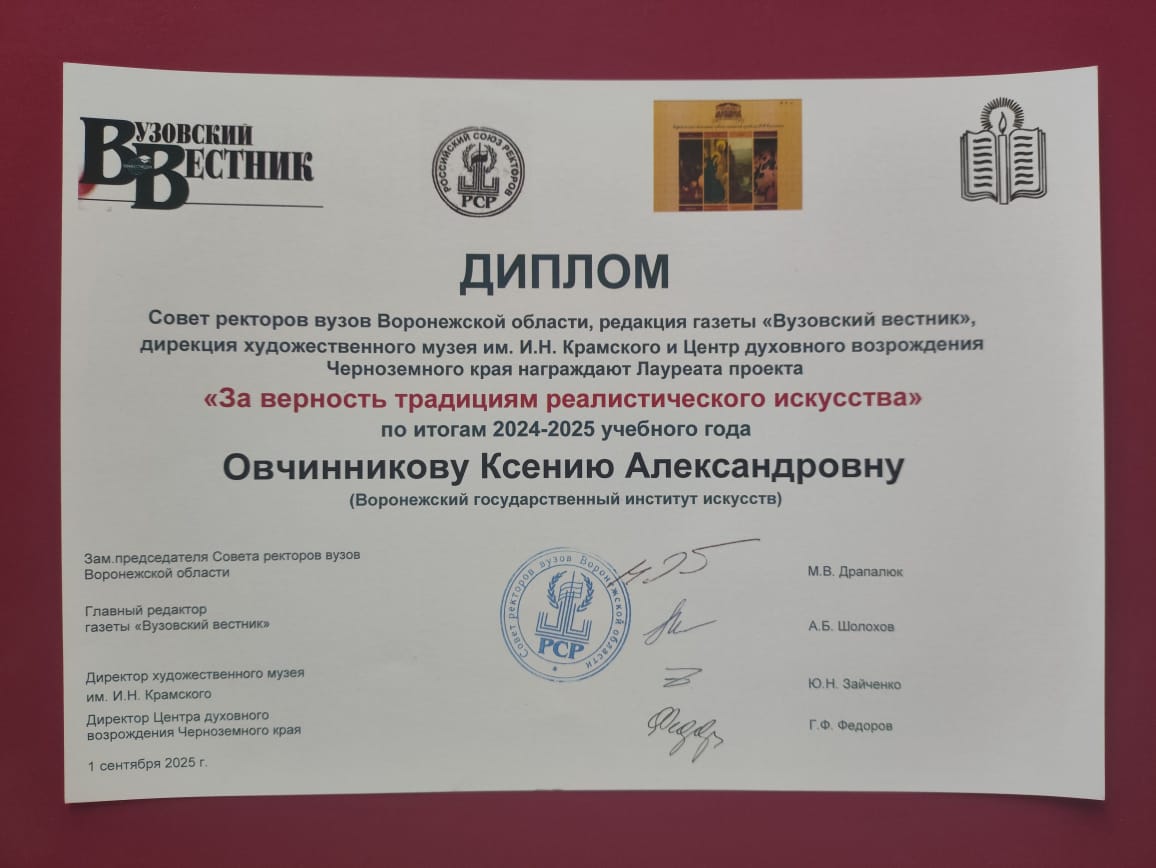 ВУЗОВСКИЙ
ВЕСТНИК
РОССИЙСКИЙ СОЮЗ РЕКТОРОВ
РСР
ДИПЛОМ
Совет ректоров вузов Воронежской области, редакция газеты «Вузовский вестник»,
дирекция художественного музея им. И.Н. Крамского и Центр духовного возрождения
Черноземного края награждают Лауреата проекта
«За верность традициям реалистического искусства»
по итогам 2024-2025 учебного года
Овчинникову Ксению Александровну
(Воронежский государственный институт искусств)
Зам.председателя Совета ректоров вузов
Воронежской области
М.В. Драпалюк
Главный редактор
газеты «Вузовский вестник»
А.Б. Шолохов
Директор художественного музея
им. И.Н. Крамского
Ю.Н. Зайченко
Директор Центра духовного
возрождения Черноземного края
Г.Ф. Федоров
Совет ректоров вузов Воронежской области
РСР
1 сентября 2025 г.